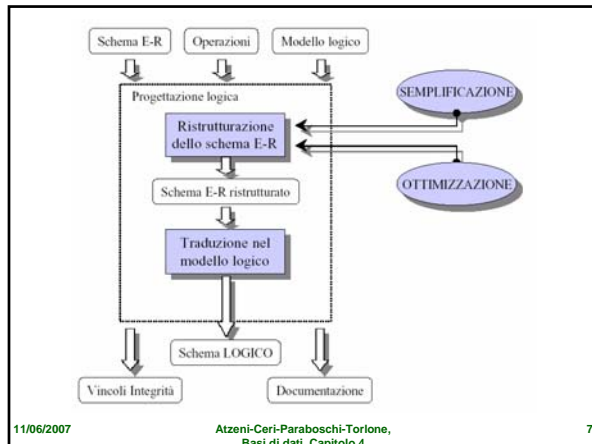 Schema E-R
Operazioni
Modello logico
Progettazione logica
SEMPLIFICAZIONE
Ristrutturazione
dello schema E-R
OTTIMIZZAZIONE
Schema E-R ristrutturato
Traduzione nel
modello logico
Schema LOGICO
Vincoli Integrità
Documentazione
11/06/2007
Atzeni-Ceri-Paraboschi-Torlone,
Basi di dati, Capitolo 4
7